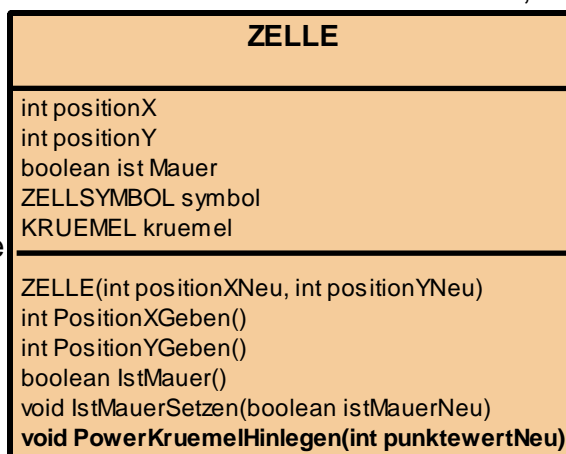 ZELLE
int positionX
int positionY
boolean ist Mauer
ZELLSYMBOL symbol
KRUEMEL kruemel
e
ZELLE(int positionXNeu, int positionYNeu)
int PositionXGeben()
int PositionYGeben()
boolean IstMauer()
void IstMauerSetzen(boolean istMauerNeu)
void PowerKruemelHinlegen(int punktewertNeu)